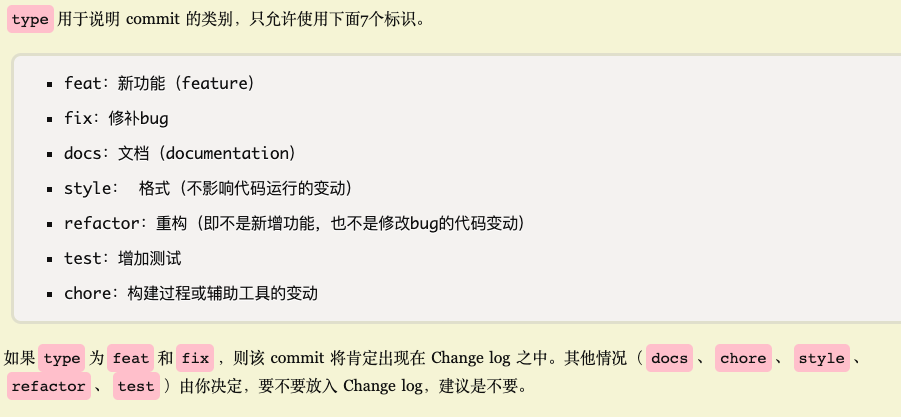 type 用于说明 commit 的类别，只允许使用下面7个标识。
feat：新功能（feature）
fix：修补bug
docs：文档（documentation）
style： 格式（不影响代码运行的变动）
refactor：重构（即不是新增功能，也不是修改bug的代码变动）
test：增加测试
chore：构建过程或辅助工具的变动
如果 type 为 feat 和 fix ，则该 commit 将肯定出现在 Change log 之中。其他情况（ docs 、 chore 、 style 、
refactor 、 test ）由你决定，要不要放入 Change log，建议是不要。